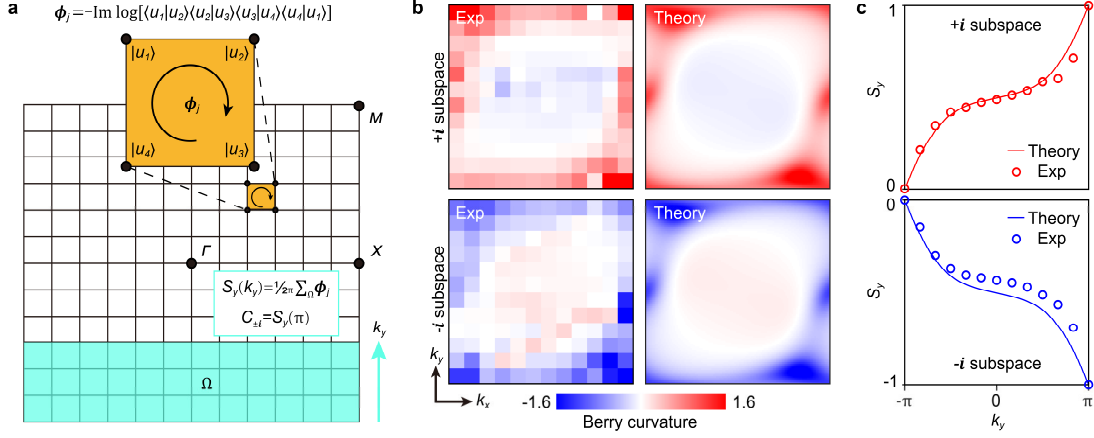 a
ϕj=-Im log[⟨u1|u2⟩⟨u2|u3⟩⟨u3|u4⟩⟨u4|u1⟩]
|u1⟩ |u2⟩
ϕj
|u4⟩ |u3⟩
M
Γ X
Sy(ky)=½π∑Ωϕj
C±i=Sy(π)
ky
Ω
b
+i subspace
Exp Theory
-i subspace
Exp Theory
ky
kx
-1.6 1.6
Berry curvature
c
1
+i subspace
Sy
Theory
Exp
0
0
Theory
Exp
Sy
-i subspace
-1
-π 0 π
ky